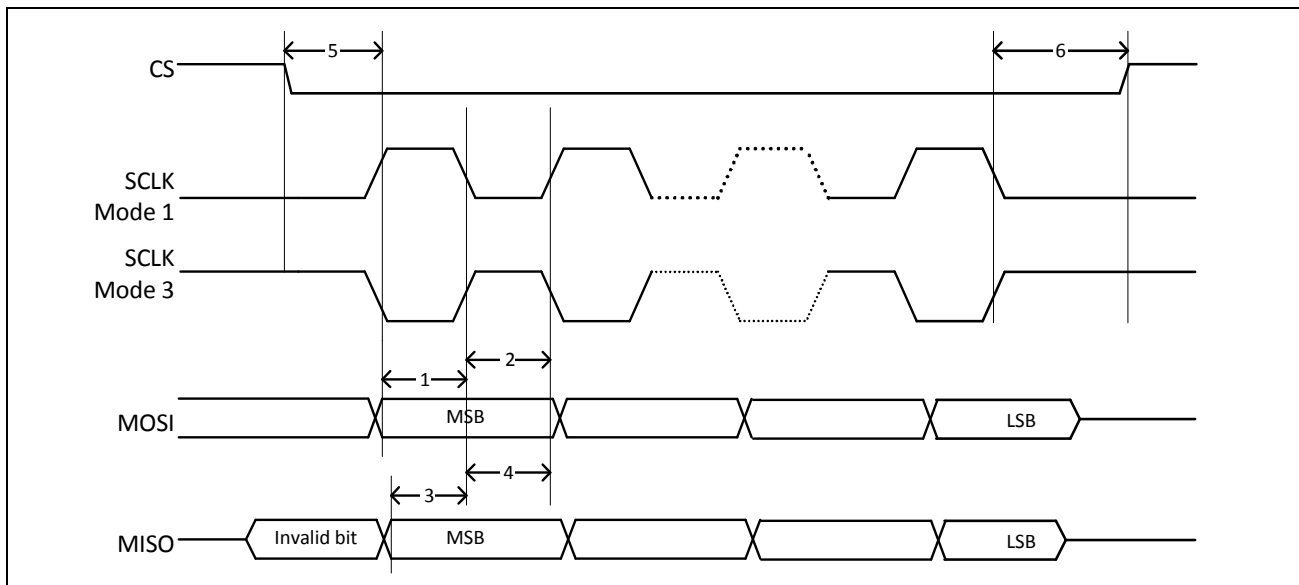 5
6
CS
SCLK
Mode 1
SCLK
Mode 3
2
1
MOSI
MSB
LSB
4
3
MISO
Invalid bit
MSB
LSB